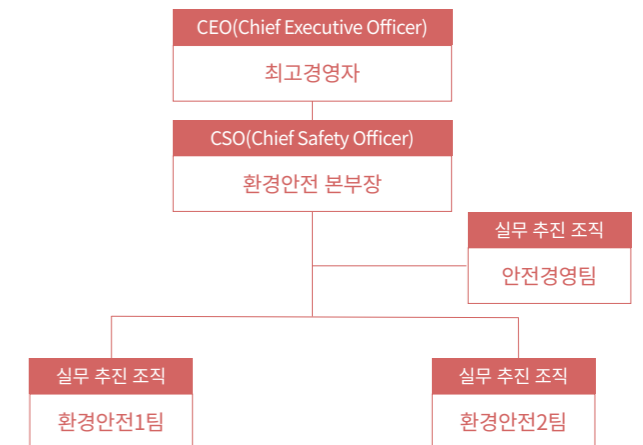 CEO(Chief Executive Officer)
최고경영자
CSO(Chief Safety Officer)
환경안전 본부장
실무 추진 조직
안전경영팀
실무 추진 조직
환경안전1팀
실무 추진 조직
환경안전2팀